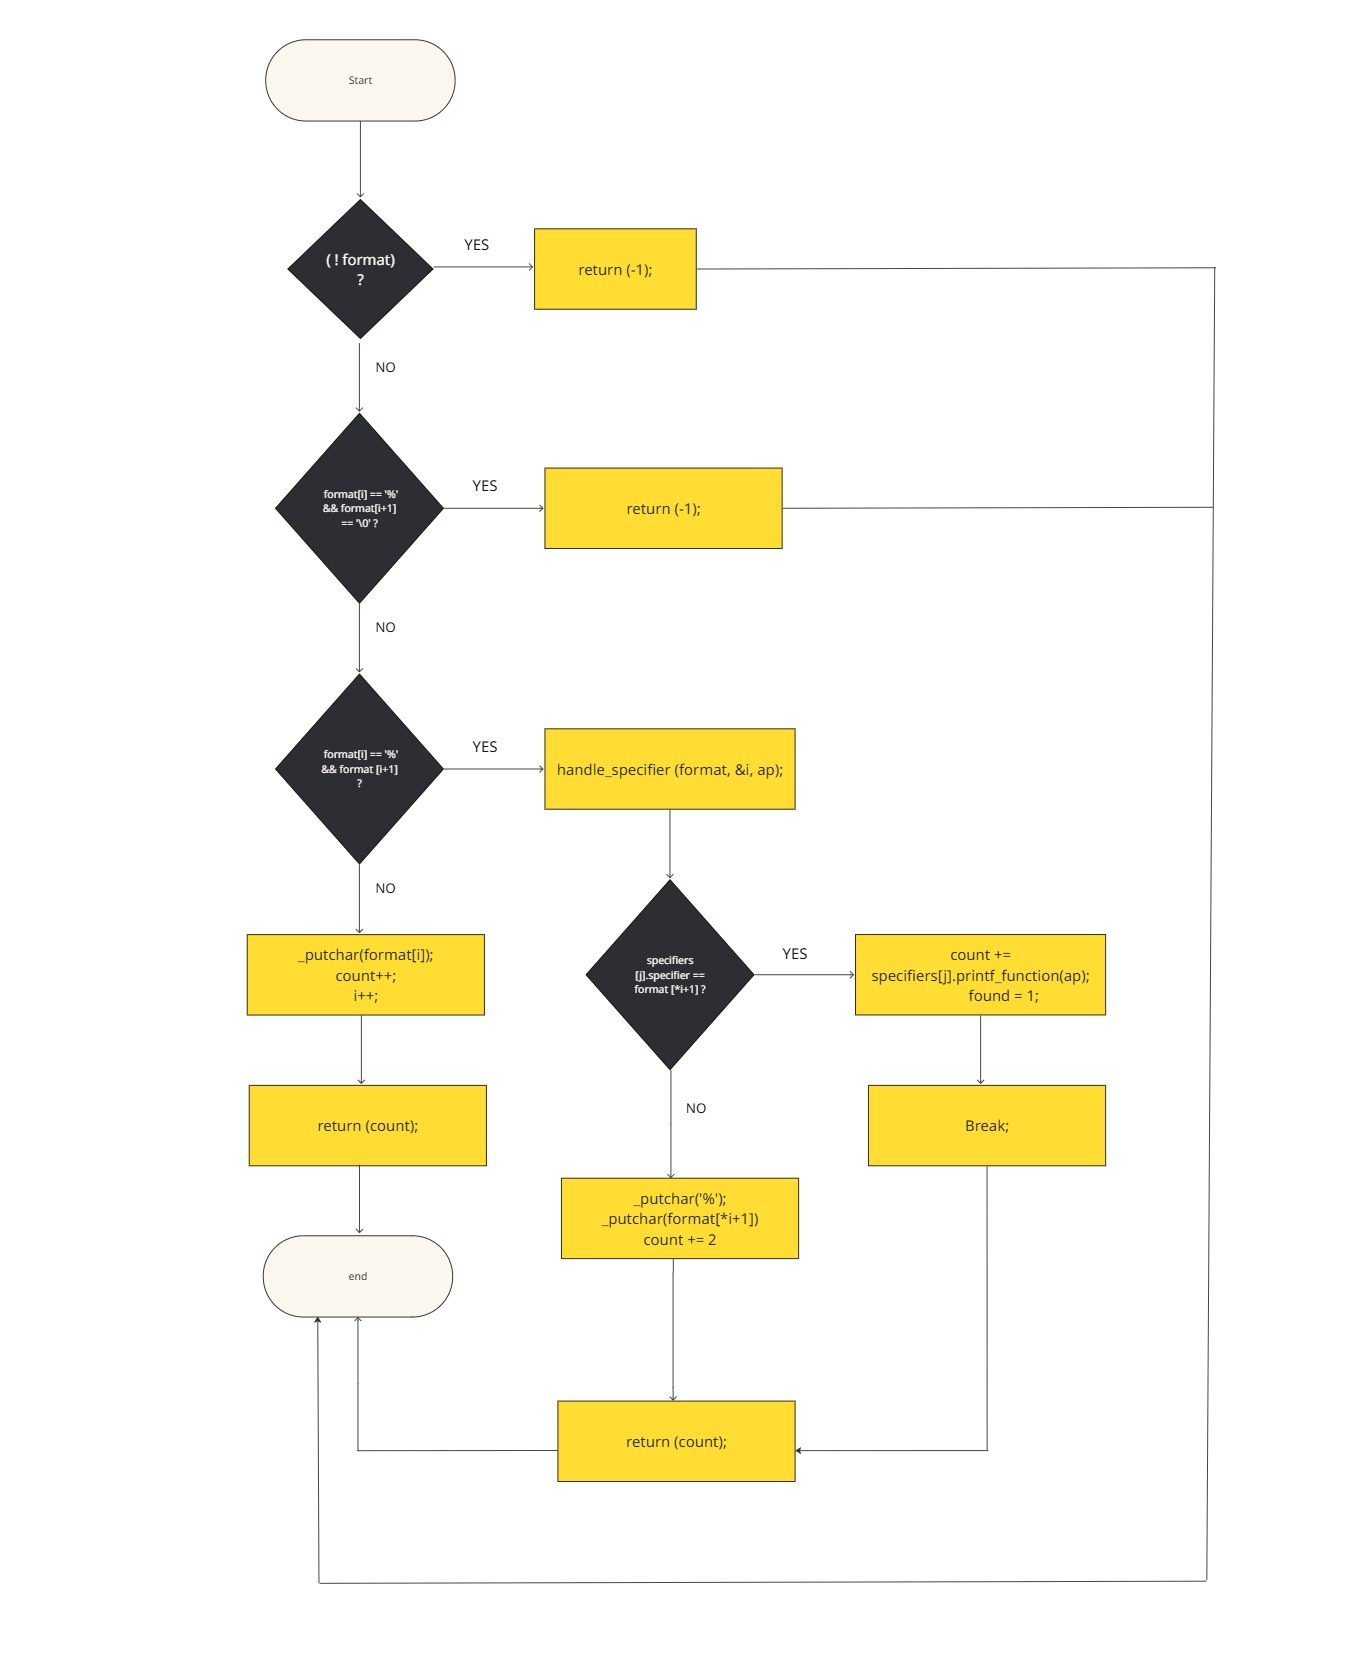 Start
( ! format)
?
YES
return (-1);
NO
format[i] == '%'
&& format[i+1]
== '\0' ?
YES
return (-1);
NO
format[i] == '%'
&& format [i+1]
?
YES
handle_specifier (format, &i, ap);
NO
_putchar(format[i]);
count++;
i++;
specifiers
[j].specifier ==
format [*i+1] ?
YES
count +=
specifiers[j].printf_function(ap);
found = 1;
return (count);
NO
Break;
_putchar('%');
_putchar(format[*i+1])
count += 2
end
return (count);